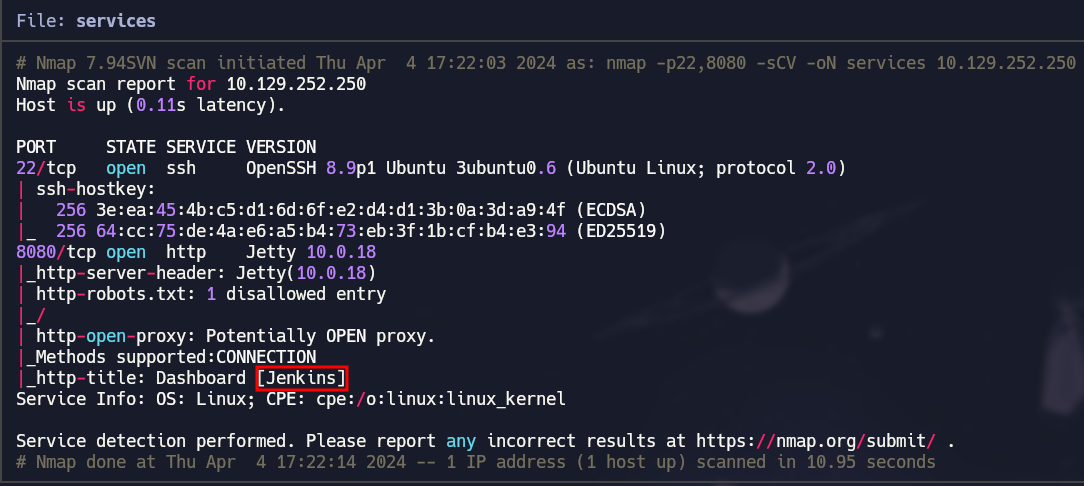 File: services
# Nmap 7.94SVN scan initiated Thu Apr  4 17:22:03 2024 as: nmap -p22,8080 -sCV -oN services 10.129.252.250
Nmap scan report for 10.129.252.250
Host is up (0.11s latency).

PORT     STATE SERVICE VERSION
22/tcp   open  ssh     OpenSSH 8.9p1 Ubuntu 3ubuntu0.6 (Ubuntu Linux; protocol 2.0)
| ssh-hostkey:
|   256 3e:ea:45:4b:c5:d1:6d:6f:e2:d4:d1:3b:0a:3d:a9:4f (ECDSA)
|_  256 64:cc:75:de:4a:e6:a5:b4:73:eb:3f:1b:cf:b4:e3:94 (ED25519)
8080/tcp open  http    Jetty 10.0.18
|_http-server-header: Jetty(10.0.18)
| http-robots.txt: 1 disallowed entry
|_/
| http-open-proxy: Potentially OPEN proxy.
|_Methods supported:CONNECTION
|_http-title: Dashboard [Jenkins]
Service Info: OS: Linux; CPE: cpe:/o:linux:linux_kernel

Service detection performed. Please report any incorrect results at https://nmap.org/submit/ .
# Nmap done at Thu Apr  4 17:22:14 2024 -- 1 IP address (1 host up) scanned in 10.95 seconds